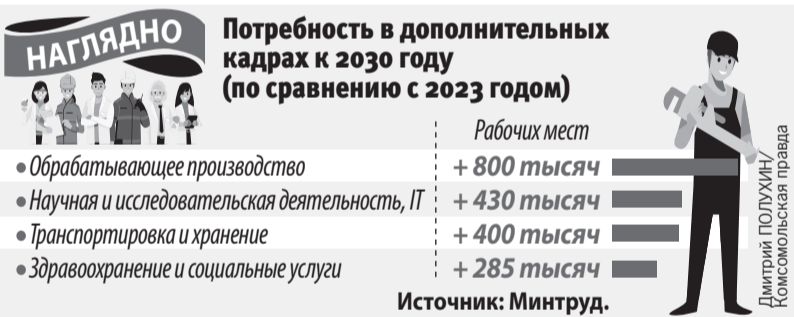 НАГЛЯДНО
Потребность в дополнительных
кадрах к 2030 году
(по сравнению с 2023 годом)
Рабочих мест
• Обрабатывающее производство + 800 тысяч
• Научная и исследовательская деятельность, IT + 430 тысяч
• Транспортировка и хранение + 400 тысяч
• Здравоохранение и социальные услуги + 285 тысяч
Источник: Минтруд.
Дмитрий ПОЛУХИН/
Комсомольская правда